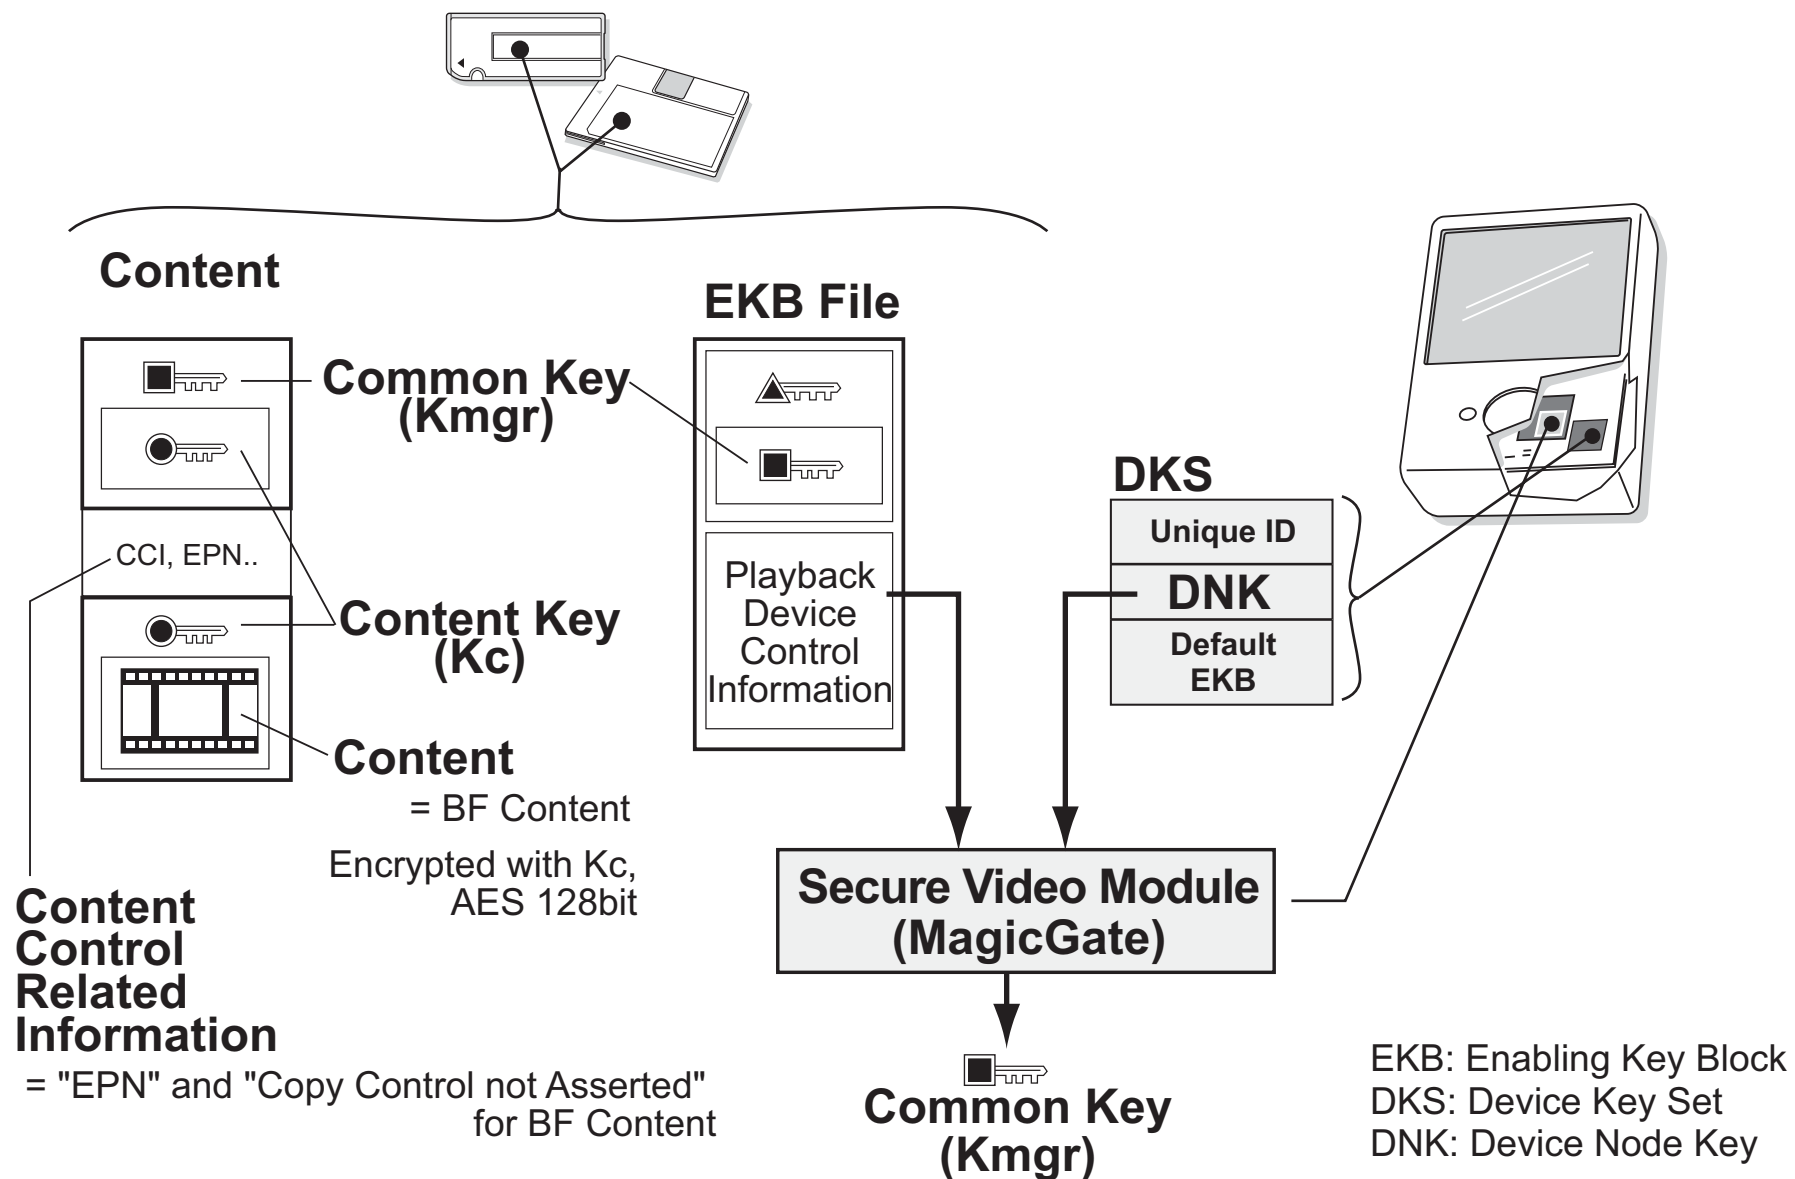 Content
EKB File
Common Key
(Kmgr)
DKS
Unique ID
CCI, EPN..
DNK
Playback
Device
Control
Information
Content Key
(Kc)
Default
EKB
Content
= BF Content
Encrypted with Kc,
AES 128bit
Secure Video Module
(MagicGate)
Content
Control
Related
Information
= "EPN" and "Copy Control not Asserted"
for BF Content
Common Key
(Kmgr)
EKB: Enabling Key Block
DKS: Device Key Set
DNK: Device Node Key